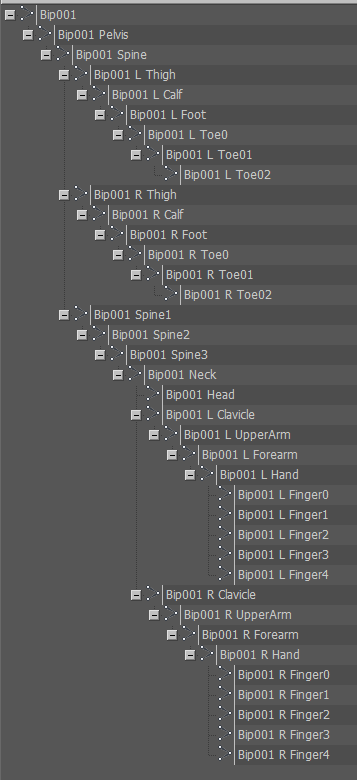 Bip001
Bip001 Pelvis
Bip001 Spine
Bip001 L Thigh
Bip001 L Calf
Bip001 L Foot
Bip001 L Toe0
Bip001 L Toe01
Bip001 L Toe02
Bip001 R Thigh
Bip001 R Calf
Bip001 R Foot
Bip001 R Toe0
Bip001 R Toe01
Bip001 R Toe02
Bip001 Spine1
Bip001 Spine2
Bip001 Spine3
Bip001 Neck
Bip001 Head
Bip001 L Clavicle
Bip001 L UpperArm
Bip001 L Forearm
Bip001 L Hand
Bip001 L Finger0
Bip001 L Finger1
Bip001 L Finger2
Bip001 L Finger3
Bip001 L Finger4
Bip001 R Clavicle
Bip001 R UpperArm
Bip001 R Forearm
Bip001 R Hand
Bip001 R Finger0
Bip001 R Finger1
Bip001 R Finger2
Bip001 R Finger3
Bip001 R Finger4